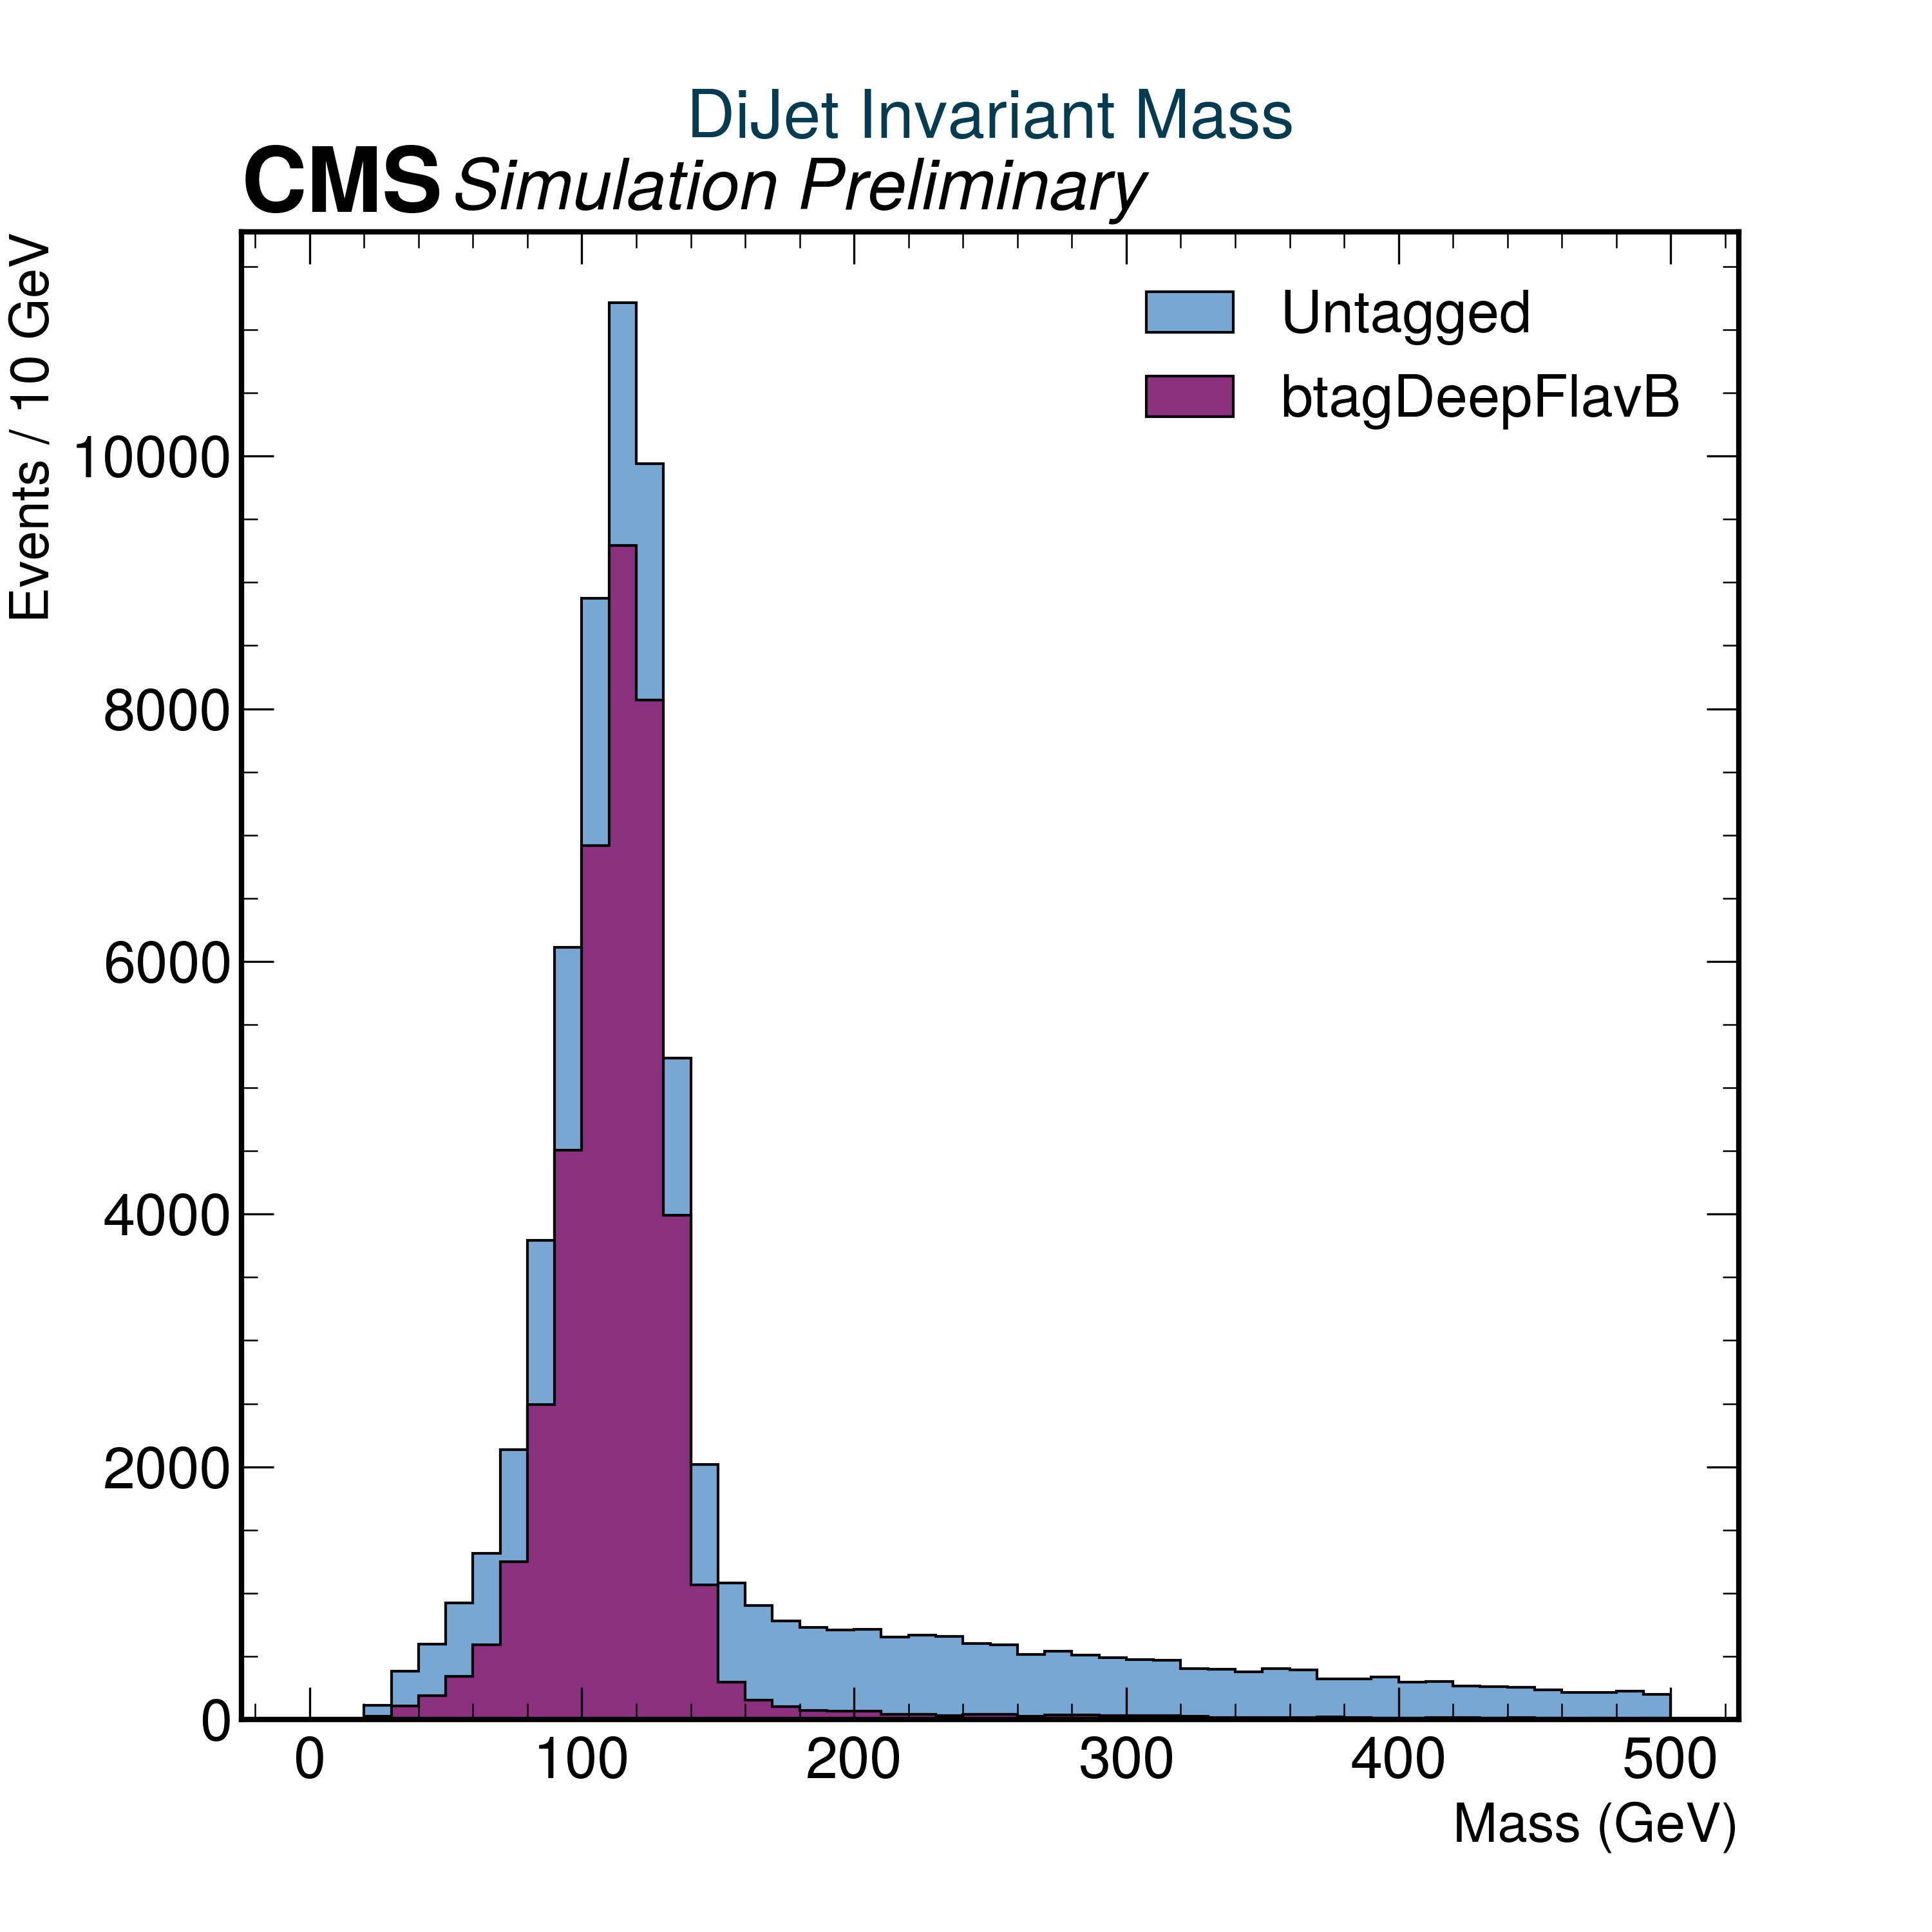 DiJet Invariant Mass
CMS Simulation Preliminary
Events / 10 GeV
Untagged
btagDeepFlavB
10000
8000
6000
4000
2000
0
0 100 200 300 400 500
Mass (GeV)